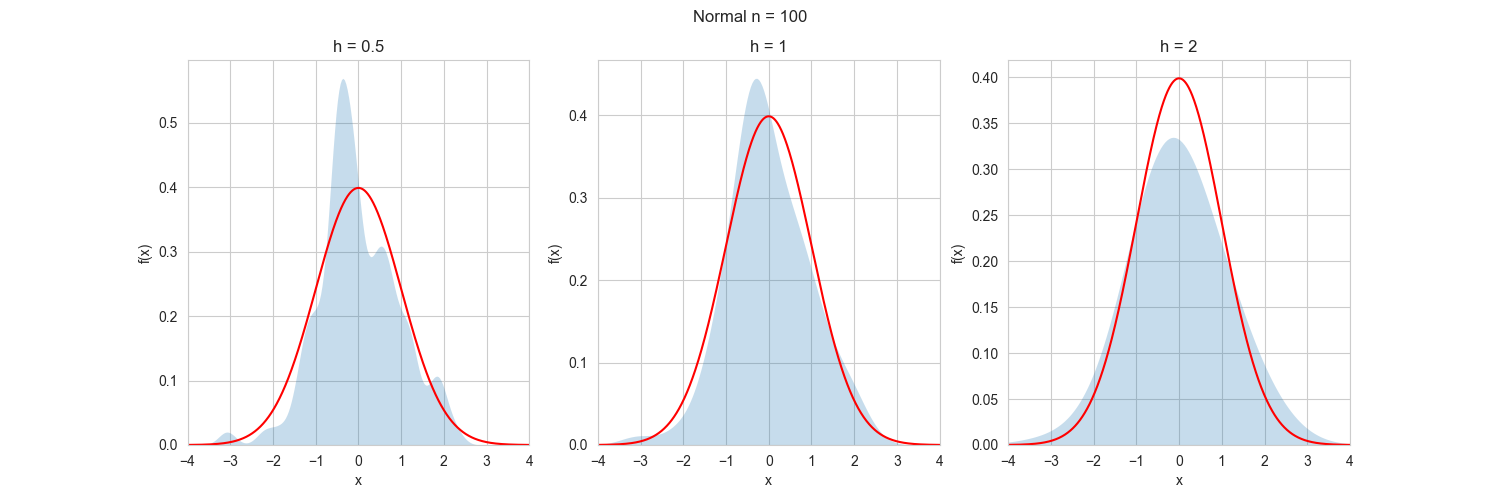 Normal n = 100
h = 0.5
0.5
0.4
0.3
0.2
0.1
0.0
f(x)
−4 −3 −2 −1 0 1 2 3 4
x
h = 1
0.4
0.3
0.2
0.1
0.0
f(x)
−4 −3 −2 −1 0 1 2 3 4
x
h = 2
0.40
0.35
0.30
0.25
0.20
0.15
0.10
0.05
0.00
f(x)
−4 −3 −2 −1 0 1 2 3 4
x